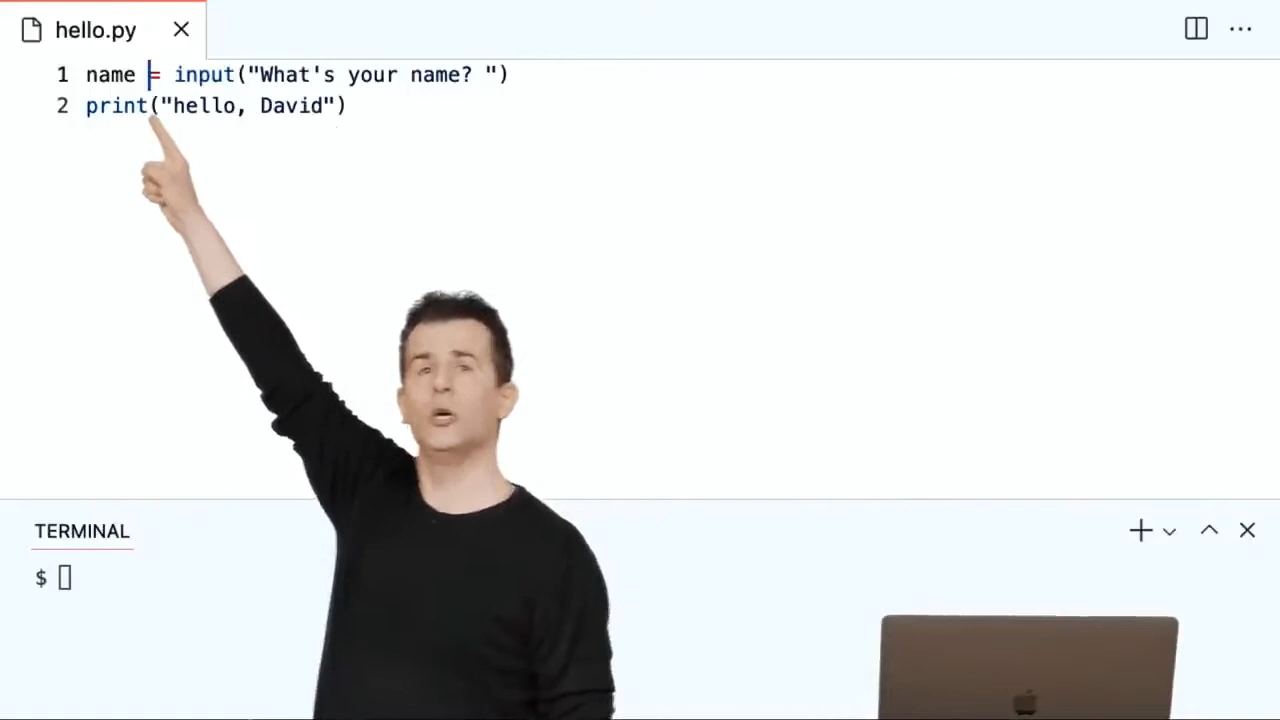 hello.py
1 name = input("What's your name? ")
2 print("hello, David")
TERMINAL
$